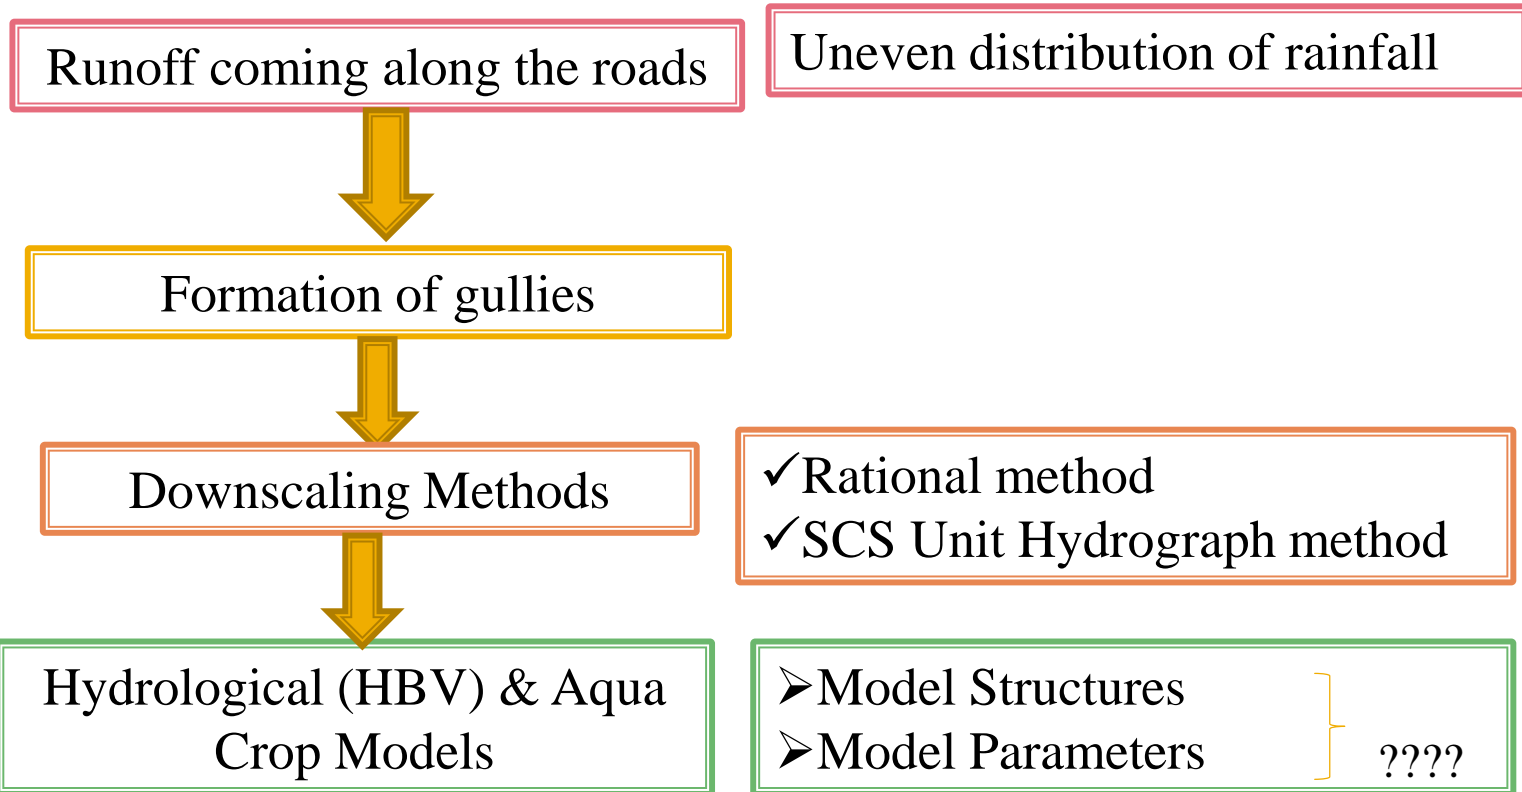 Runoff coming along the roads
Uneven distribution of rainfall
Formation of gullies
Downscaling Methods
✓Rational method
✓SCS Unit Hydrograph method
Hydrological (HBV) & Aqua
Crop Models
➢Model Structures
➢Model Parameters
????